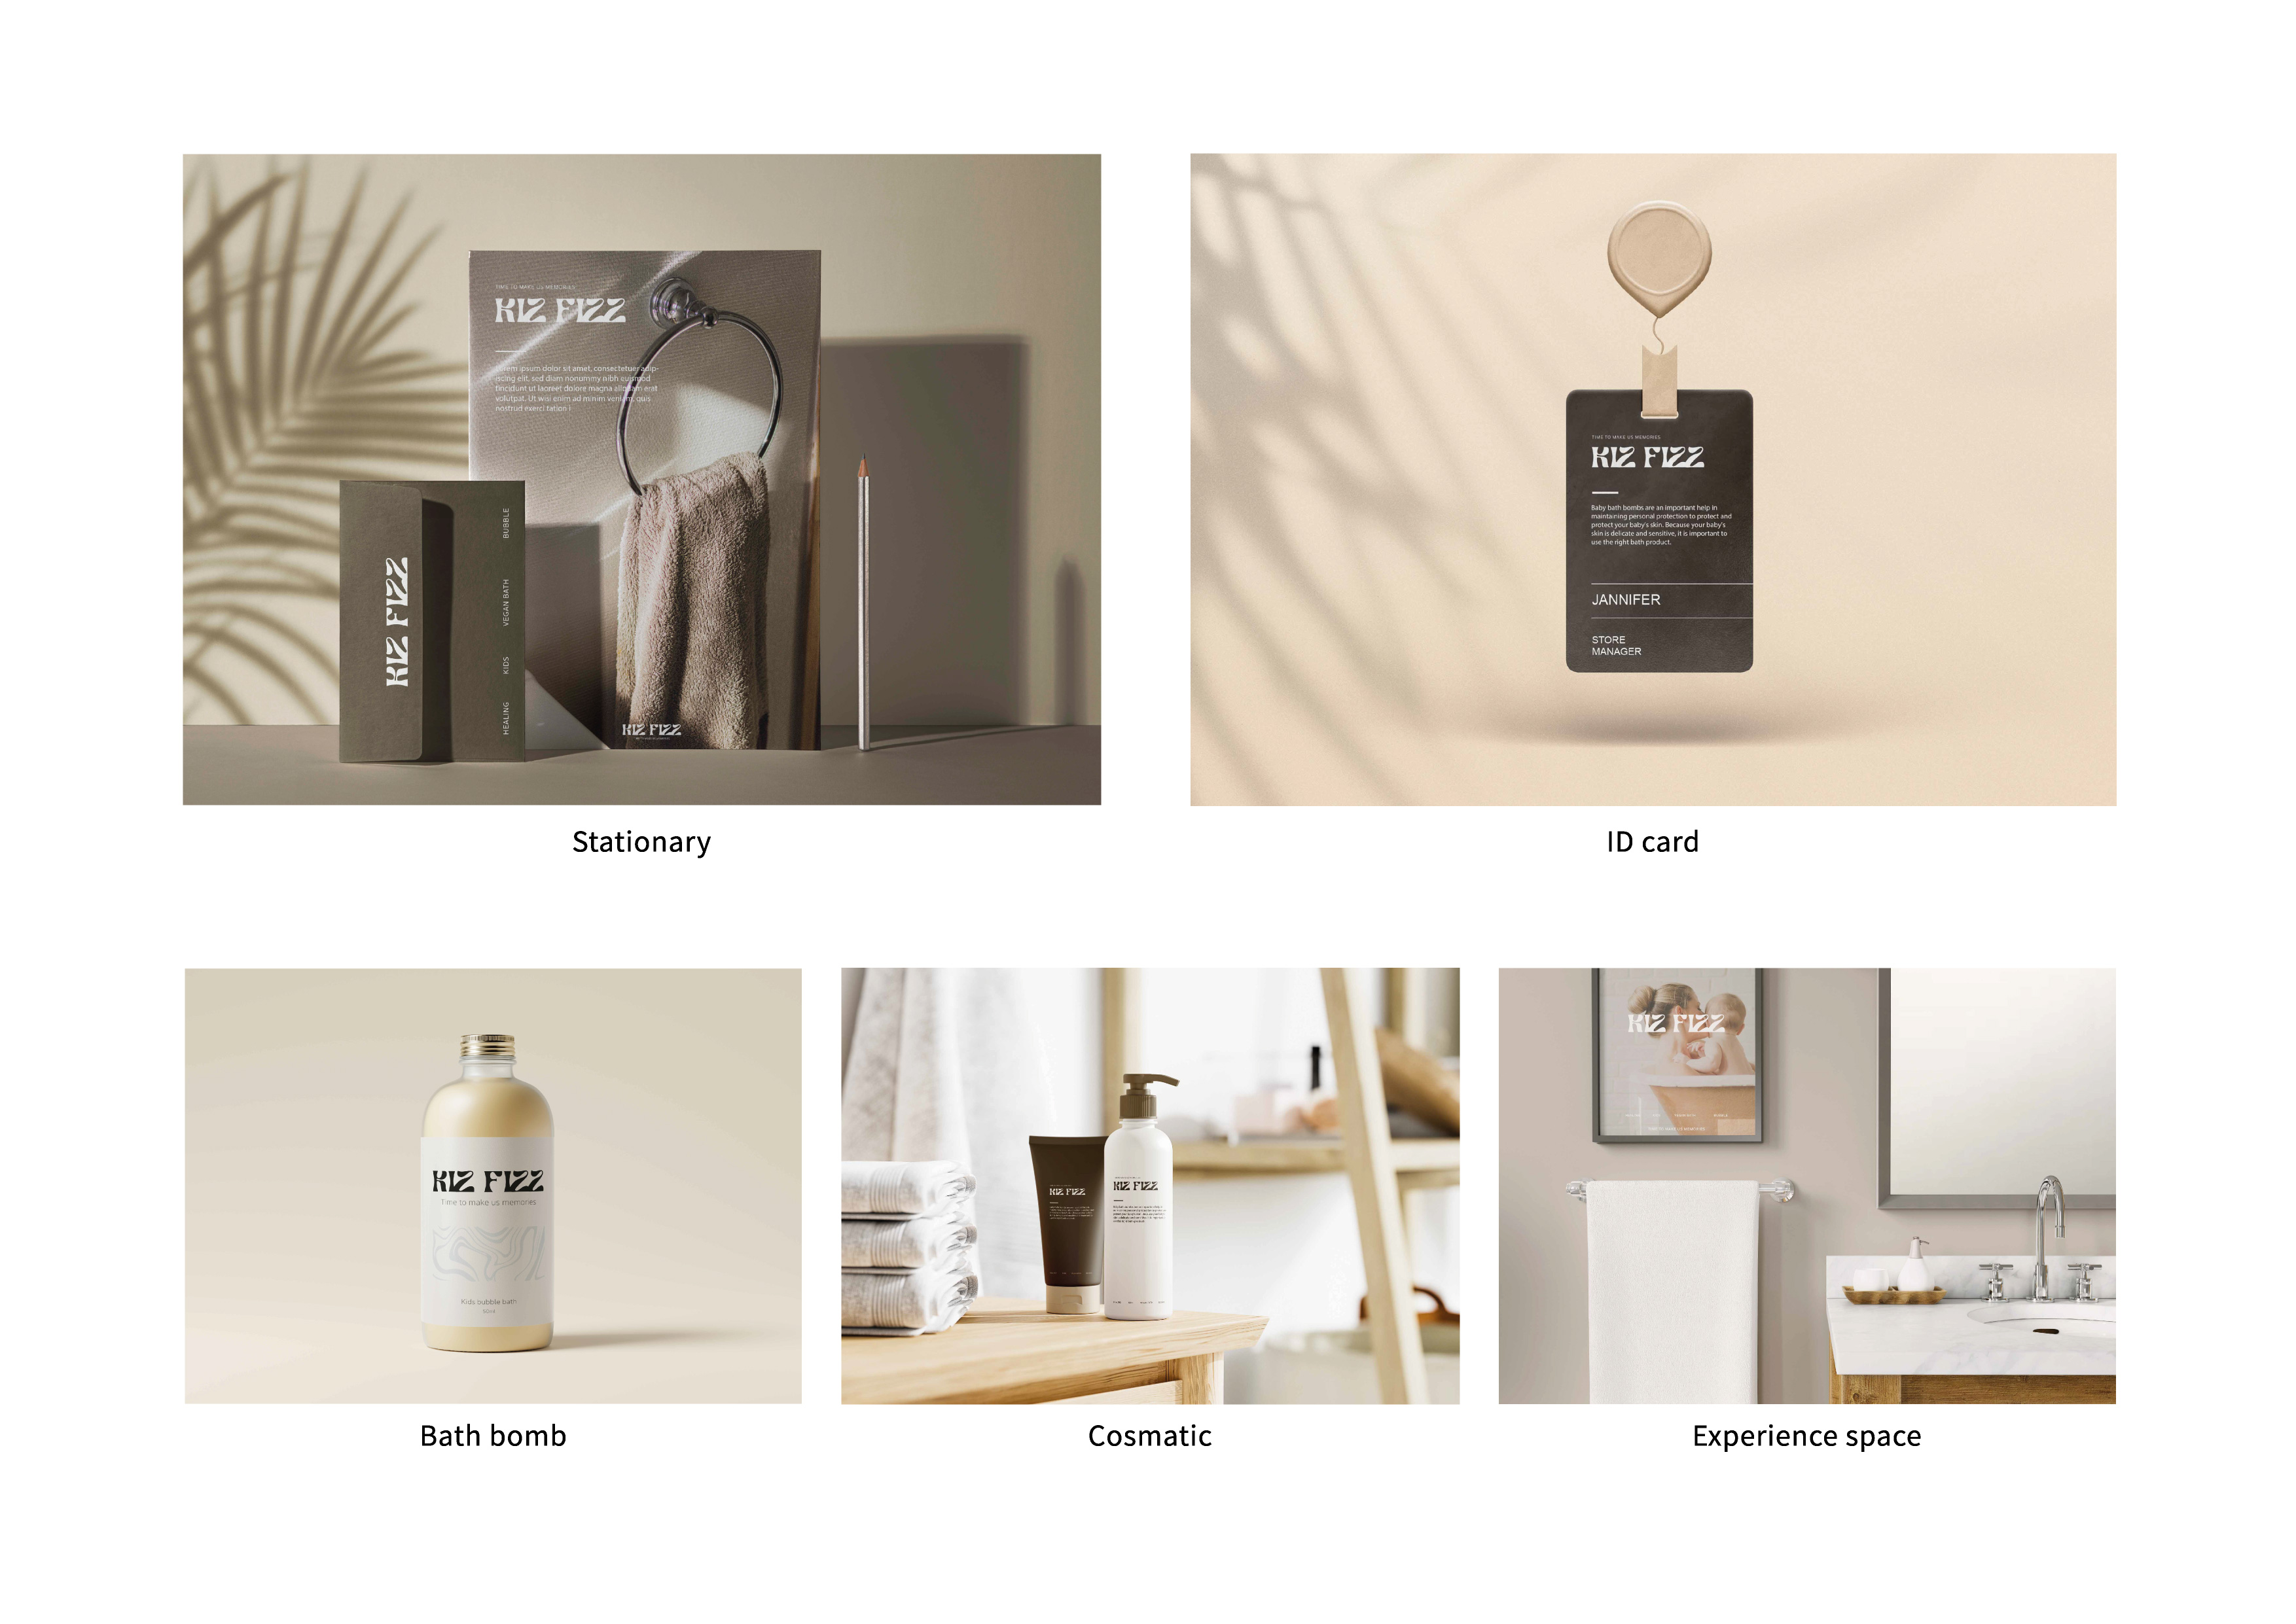 TIME TO MAKE US MEMORIES
KIZ FIZZ
Lorem ipsum dolor sit amet, consectetuer adip-
iscing elit, sed diam nonummy nibh euismod
tincidunt ut laoreet dolore magna aliquam erat
volutpat. Ut wisi enim ad minim veniam, quis
nostrud exerci tation
KIZ FIZZ
KIZ FIZZ
HEALING
KIDS
VEGAN BATH
BUBBLE
Stationary
TIME TO MAKE US MEMORIES
KIZ FIZZ
Baby bath bombs are an important help in
maintaining personal protection to protect and
protect your baby's skin. Because your baby's
skin is delicate and sensitive, it is important to
use the right bath product.
JANNIFER
STORE
MANAGER
ID card
KIZ FIZZ
Time to make us memories
Kids bubble bath
Bath bomb
KIZ FIZZ
KIZ FIZZ
Cosmatic
KIZ FIZZ
Experience space